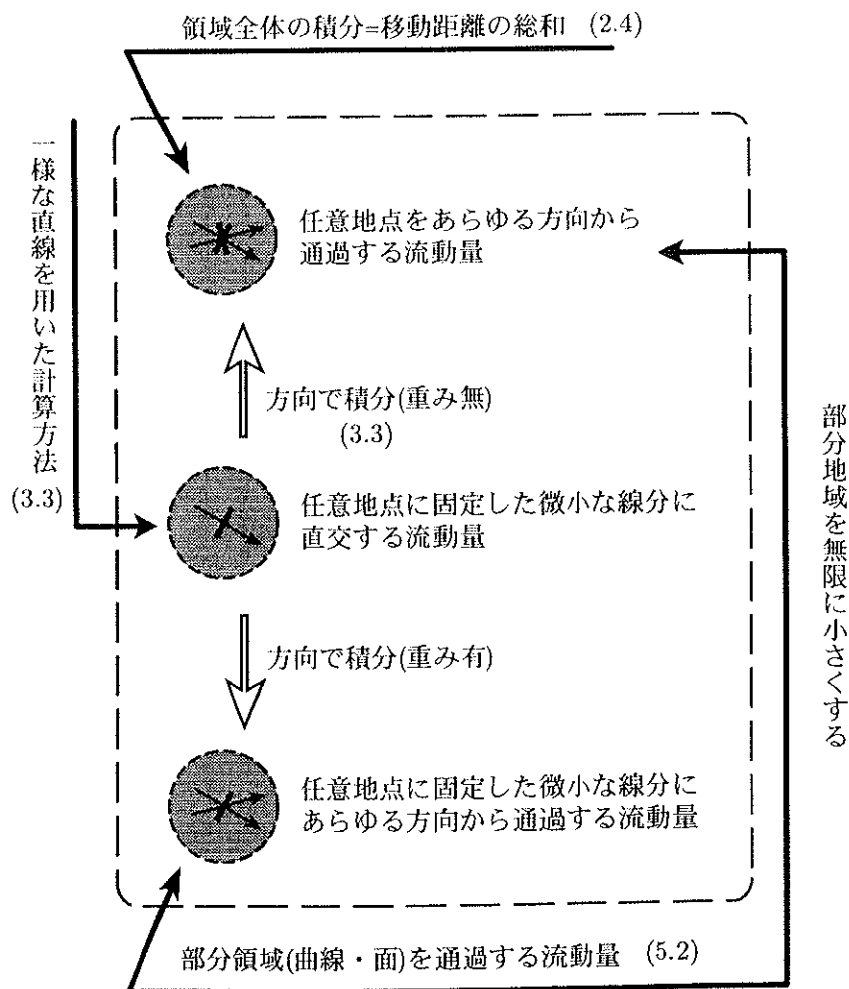 領域全体の積分=移動距離の総和 (2.4)
一様な直線を用いた計算方法
(3.3)
任意地点をあらゆる方向から
通過する流動量
方向で積分(重み無)
(3.3)
任意地点に固定した微小な線分に
直交する流動量
方向で積分(重み有)
任意地点に固定した微小な線分に
あらゆる方向から通過する流動量
部分地域を無限に小さくする
部分領域(曲線・面)を通過する流動量 (5.2)